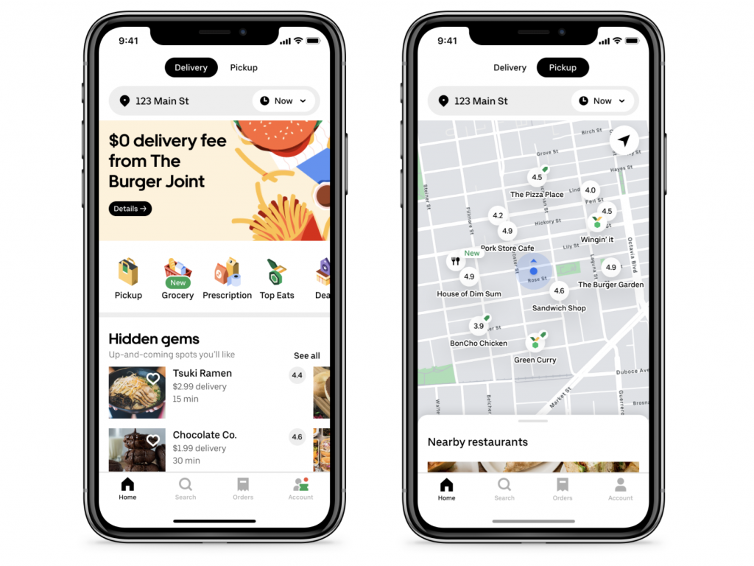 9:41
Delivery
Pickup
123 Main St
Now
$0 delivery fee
from The
Burger Joint
Details →
Pickup
New
Grocery
Prescription
Top Eats
Dea
Hidden gems
Up-and-coming spots you'll like
See all
Tsuki Ramen
4.4
$2.99 delivery
15 min
Chocolate Co.
4.6
$1.99 delivery
30 min
Home
Search
Orders
Account
9:41
Delivery
Pickup
123 Main St
Now
Birch St
Grove St
Hayes St
4.5
The Pizza Place
Lind
4.0
Page St
4.2
Hickory St
4.5
4.9
Wingin' it
Octavia Blvd
Lily St
Pork Store Cafe
New
4.9
House of Dim Sum
Rose St
Laguna St
4.9
The Burger Garden
4.6
Sandwich Shop
3.9
BonCho Chicken
Green Curry
Market St
Duboce Ave
Guerrero
Nearby restaurants
Home
Search
Orders
Account